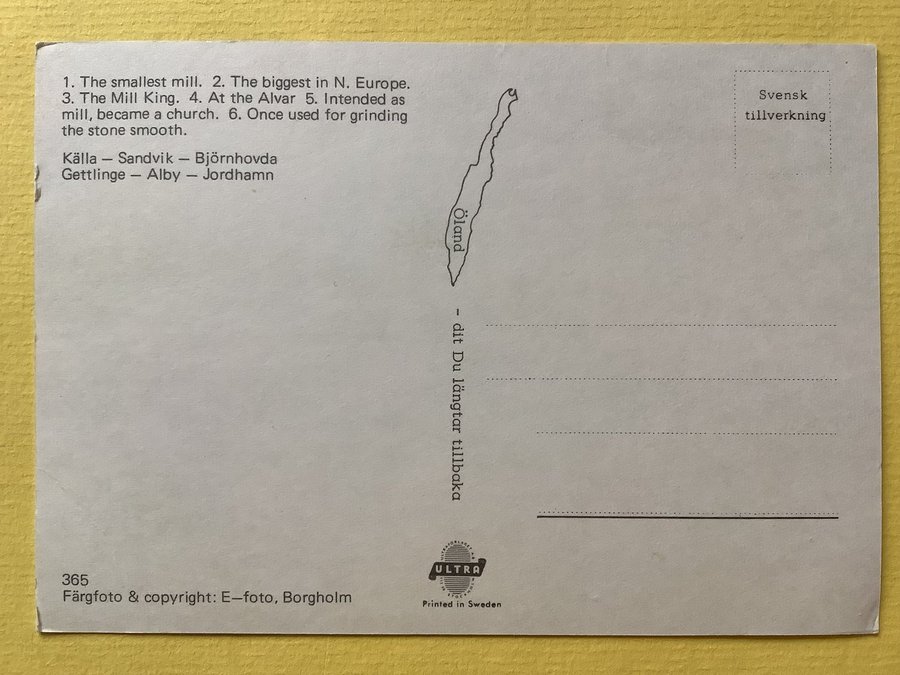 1. The smallest mill. 2. The biggest in N. Europe.
3. The Mill King. 4. At the Alvar 5. Intended as
mill, became a church. 6. Once used for grinding
the stone smooth.
Källa — Sandvik — Björnhovda
Gettlinge — Alby — Jordhamn
Svensk
tillverkning
Öland
– dit Du längtar tillbaka
365
Färgfoto & copyright: E—foto, Borgholm
ULTRA
Printed in Sweden